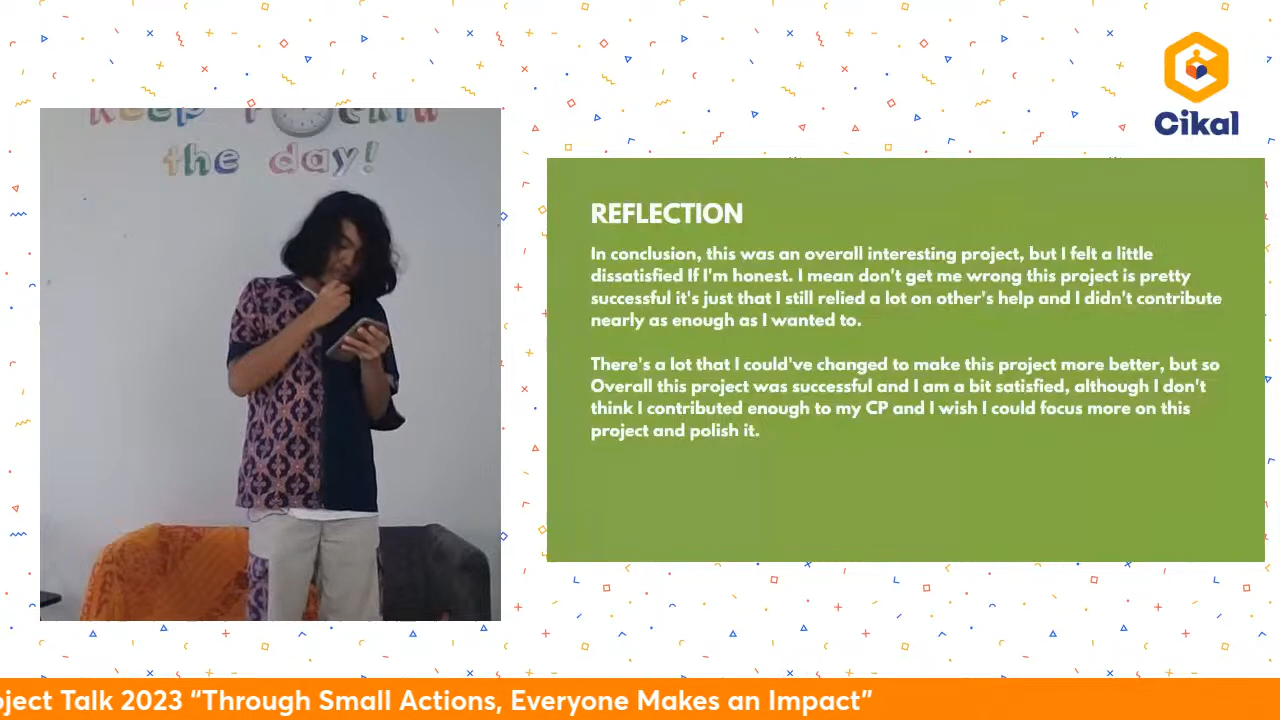 the day!
Cikal
REFLECTION
In conclusion, this was an overall interesting project, but I felt a little
dissatisfied If I'm honest. I mean don't get me wrong this project is pretty
successful it's just that I still relied a lot on other's help and I didn't contribute
nearly as enough as I wanted to.
There's a lot that I could've changed to make this project more better, but so
Overall this project was successful and I am a bit satisfied, although I don't
think I contributed enough to my CP and I wish I could focus more on this
project and polish it.
oject Talk 2023 “Through Small Actions, Everyone Makes an Impact”